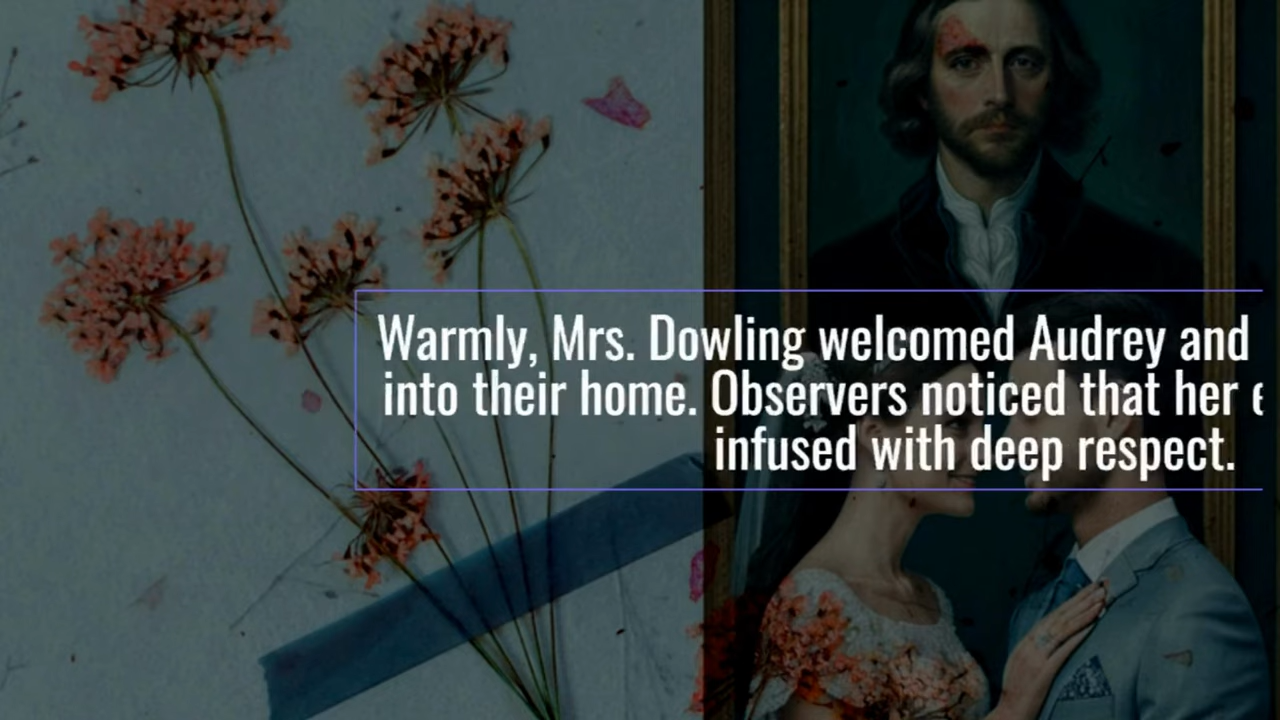 Warmly, Mrs. Dowling welcomed Audrey and
into their home. Observers noticed that her
infused with deep respect.